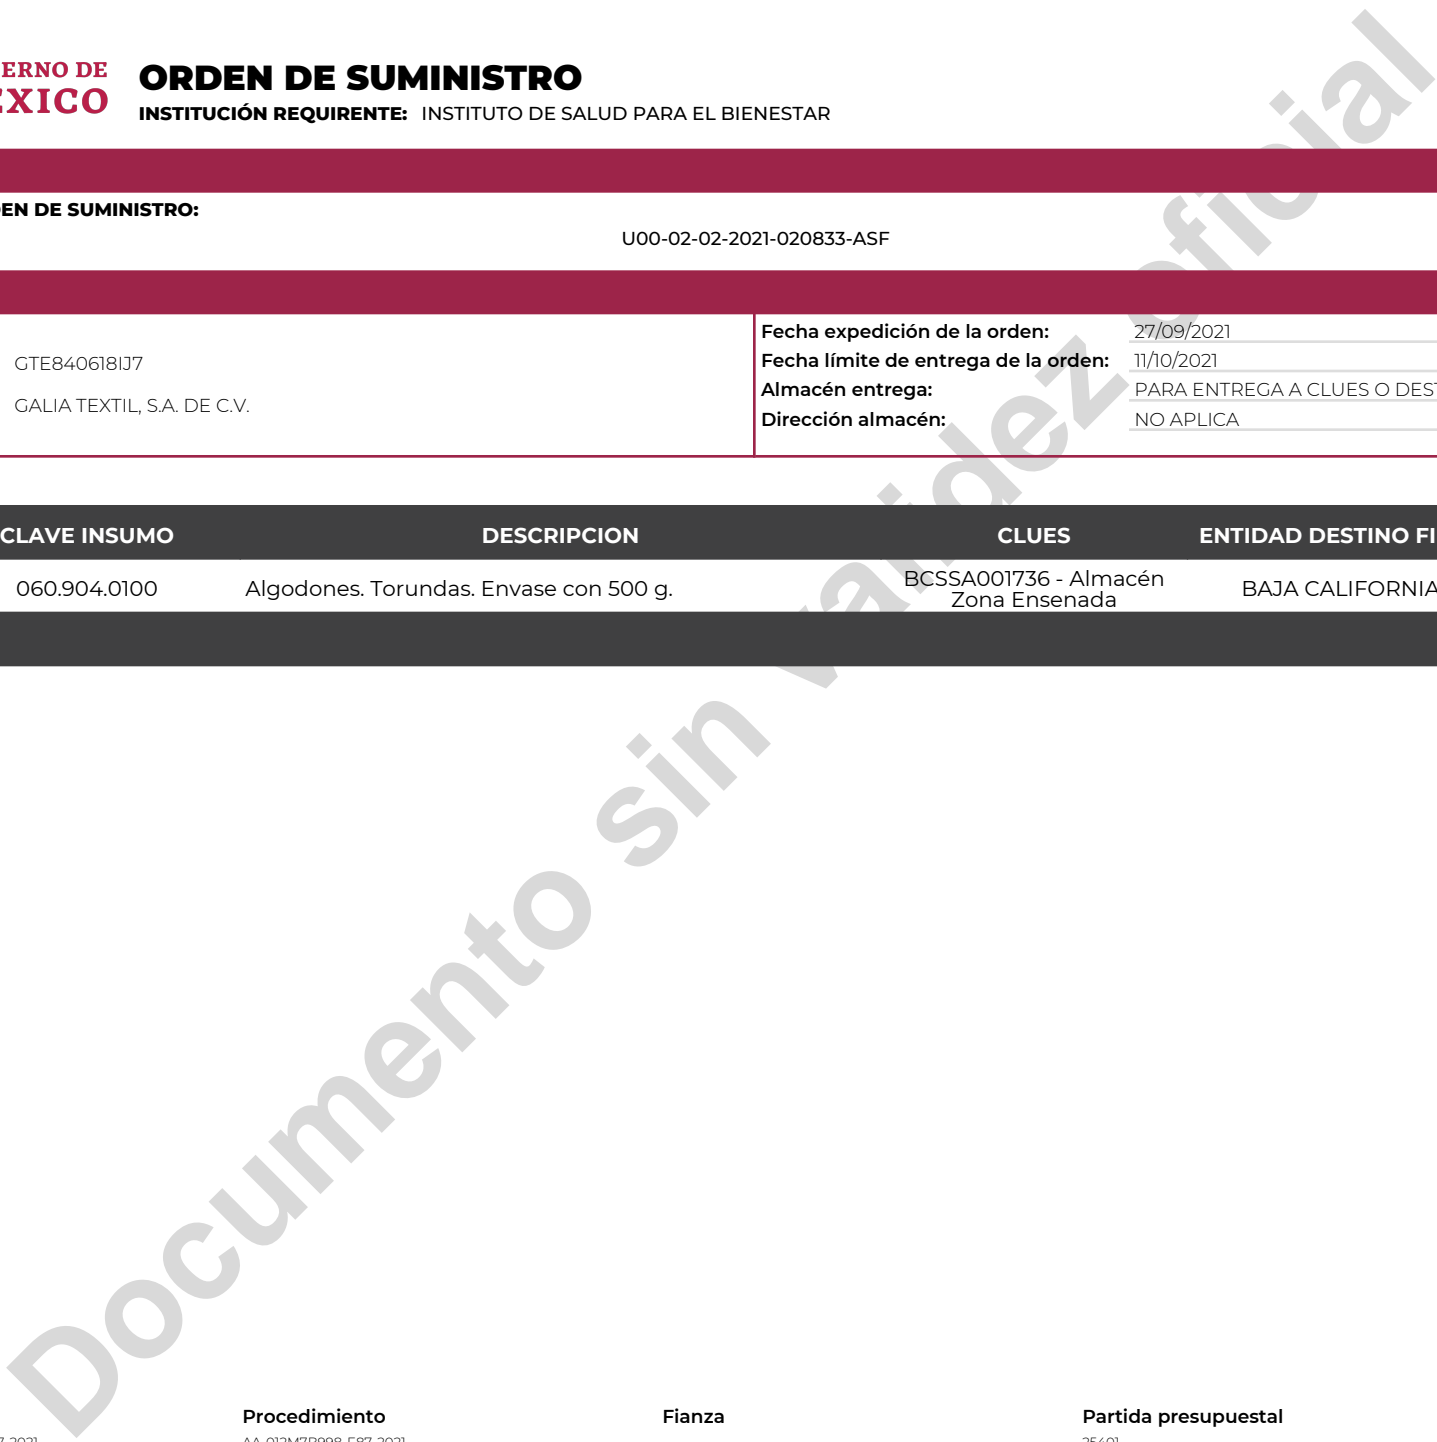 ERNO DE
ÉXICO
ORDEN DE SUMINISTRO
INSTITUCIÓN REQUIRENTE: INSTITUTO DE SALUD PARA EL BIENESTAR
EN DE SUMINISTRO:
U00-02-02-2021-020833-ASF
GTE840618IJ7
GALIA TEXTIL, S.A. DE C.V.
Fecha expedición de la orden: 27/09/2021
Fecha límite de entrega de la orden: 11/10/2021
Almacén entrega: PARA ENTREGA A CLUES O DEST
Dirección almacén: NO APLICA
CLAVE INSUMO DESCRIPCION CLUES ENTIDAD DESTINO FI
060.904.0100 Algodones. Torundas. Envase con 500 g. BCSSA001736 - Almacén Zona Ensenada BAJA CALIFORNIA
Documento sin validez oficial
Procedimiento Fianza Partida presupuestal